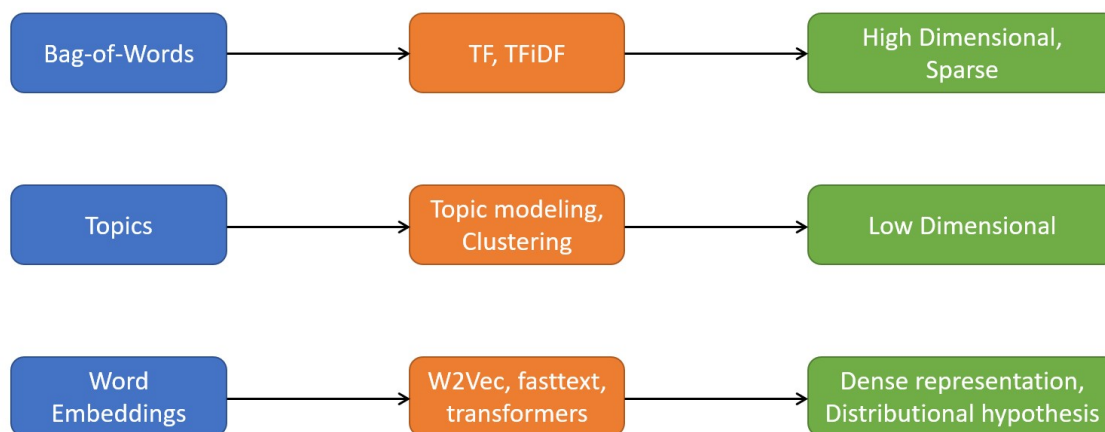 Bag-of-Words
TF, TFiDF
High Dimensional,
Sparse
Topics
Topic modeling,
Clustering
Low Dimensional
Word
Embeddings
W2Vec, fasttext,
transformers
Dense representation,
Distributional hypothesis